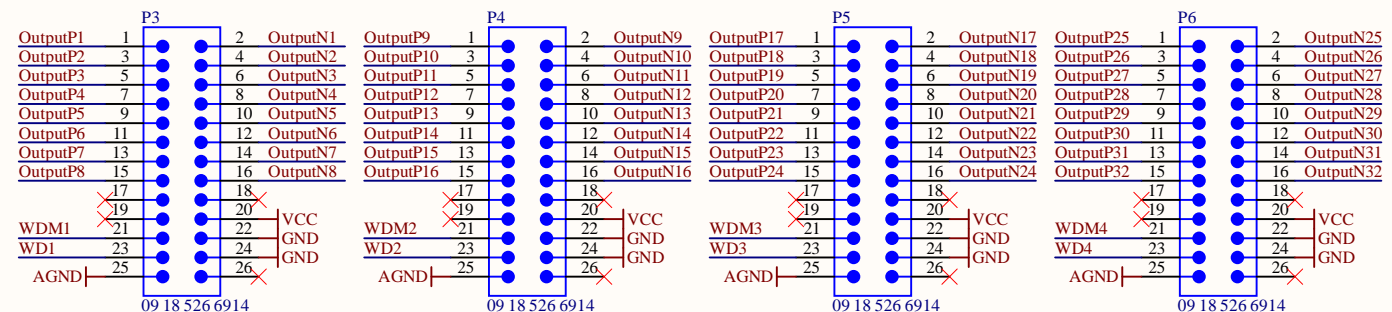 P3 P4 P5 P6
OutputP1 1 2 OutputN1 OutputP9 1 2 OutputN9 OutputP17 1 2 OutputN17 OutputP25 1 2 OutputN25
OutputP2 3 4 OutputN2 OutputP10 3 4 OutputN10 OutputP18 3 4 OutputN18 OutputP26 3 4 OutputN26
OutputP3 5 6 OutputN3 OutputP11 5 6 OutputN11 OutputP19 5 6 OutputN19 OutputP27 5 6 OutputN27
OutputP4 7 8 OutputN4 OutputP12 7 8 OutputN12 OutputP20 7 8 OutputN20 OutputP28 7 8 OutputN28
OutputP5 9 10 OutputN5 OutputP13 9 10 OutputN13 OutputP21 9 10 OutputN21 OutputP29 9 10 OutputN29
OutputP6 11 12 OutputN6 OutputP14 11 12 OutputN14 OutputP22 11 12 OutputN22 OutputP30 11 12 OutputN30
OutputP7 13 14 OutputN7 OutputP15 13 14 OutputN15 OutputP23 13 14 OutputN23 OutputP31 13 14 OutputN31
OutputP8 15 16 OutputN8 OutputP16 15 16 OutputN16 OutputP24 15 16 OutputN24 OutputP32 15 16 OutputN32
17 18 17 18 17 18 17 18
19 20 VCC 19 20 VCC 19 20 VCC 19 20 VCC
WDM1 21 22 GND WDM2 21 22 GND WDM3 21 22 GND WDM4 21 22 GND
WD1 23 24 GND WD2 23 24 GND WD3 23 24 GND WD4 23 24 GND
AGND 25 26 AGND 25 26 AGND 25 26 AGND 25 26
09 18 526 6914 09 18 526 6914 09 18 526 6914 09 18 526 6914